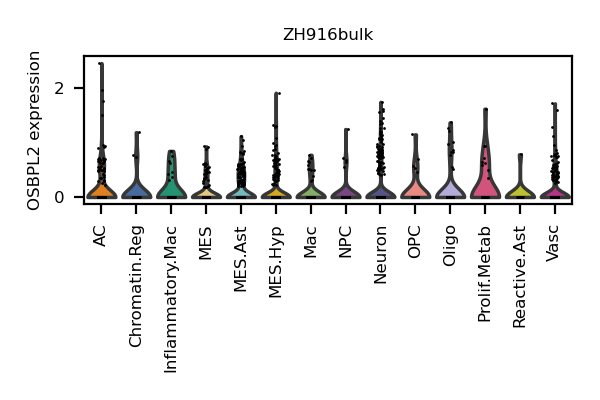 ZH916bulk
OSBPL2 expression
2
0
AC
Chromatin.Reg
Inflammatory.Mac
MES
MES.Ast
MES.Hyp
Mac
NPC
Neuron
OPC
Oligo
Prolif.Metab
Reactive.Ast
Vasc